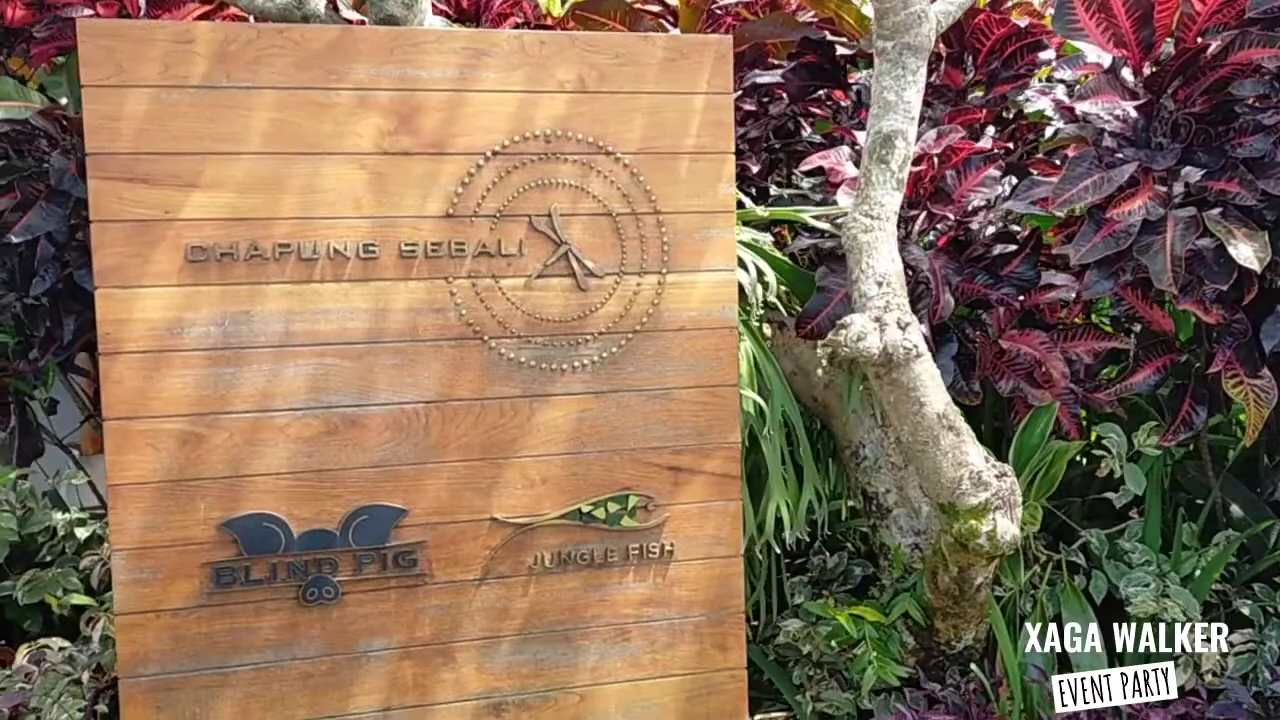 CHAPUNG SEBALI
BLIND PIG
JUNGLE FISH
XAGA WALKER
EVENT PARTY